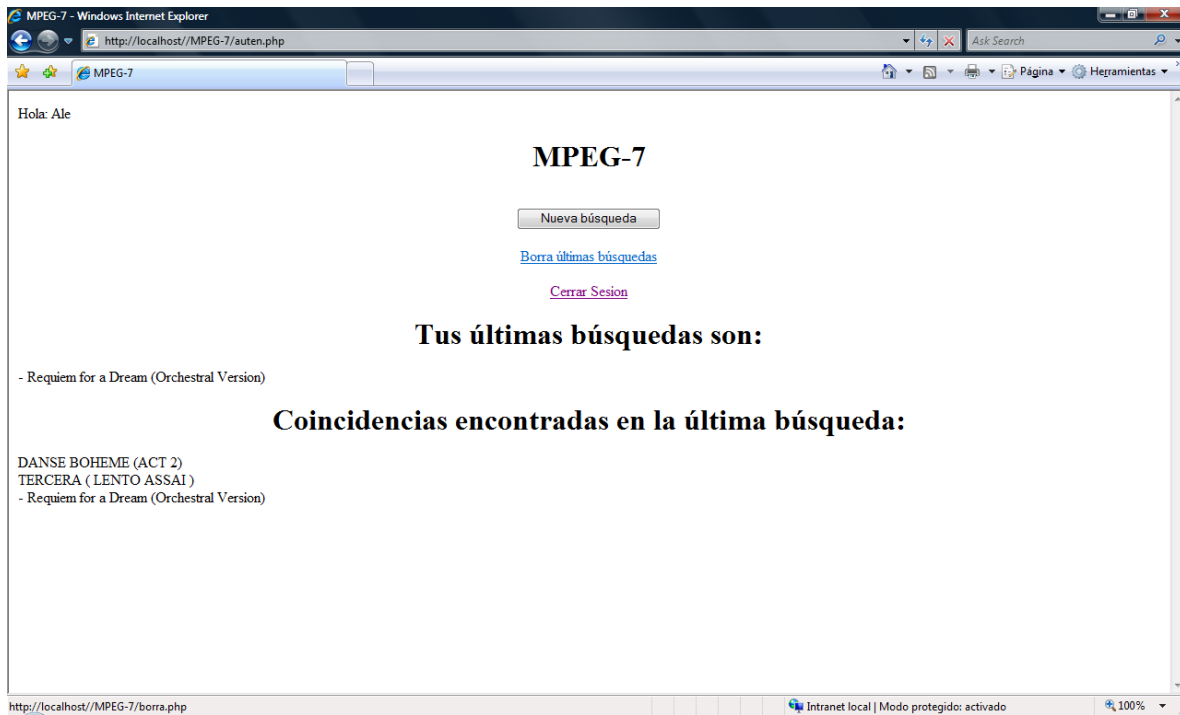 MPEG-7 - Windows Internet Explorer
http://localhost//MPEG-7/auten.php
Ask Search
MPEG-7
Página
Herramientas
Hola: Ale
MPEG-7
Nueva búsqueda
Borra últimas búsquedas
Cerrar Sesion
Tus últimas búsquedas son:
- Requiem for a Dream (Orchestral Version)
Coincidencias encontradas en la última búsqueda:
DANSE BOHEME (ACT 2)
TERCERA ( LENTO ASSAI )
- Requiem for a Dream (Orchestral Version)
http://localhost//MPEG-7/borra.php
Intranet local | Modo protegido: activado
100%